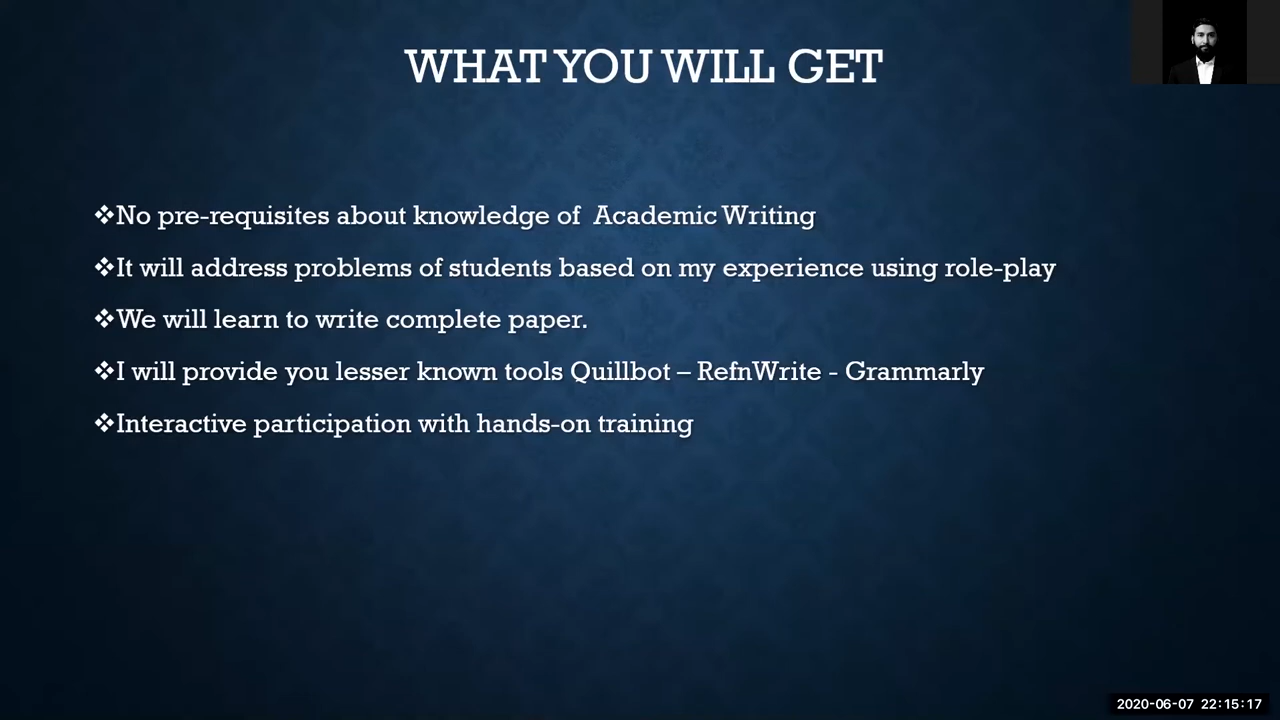 WHAT YOU WILL GET
❖No pre-requisites about knowledge of  Academic Writing
❖It will address problems of students based on my experience using role-play
❖We will learn to write complete paper.
❖I will provide you lesser known tools Quillbot – RefnWrite - Grammarly
❖Interactive participation with hands-on training
2020-06-07 22:15:17